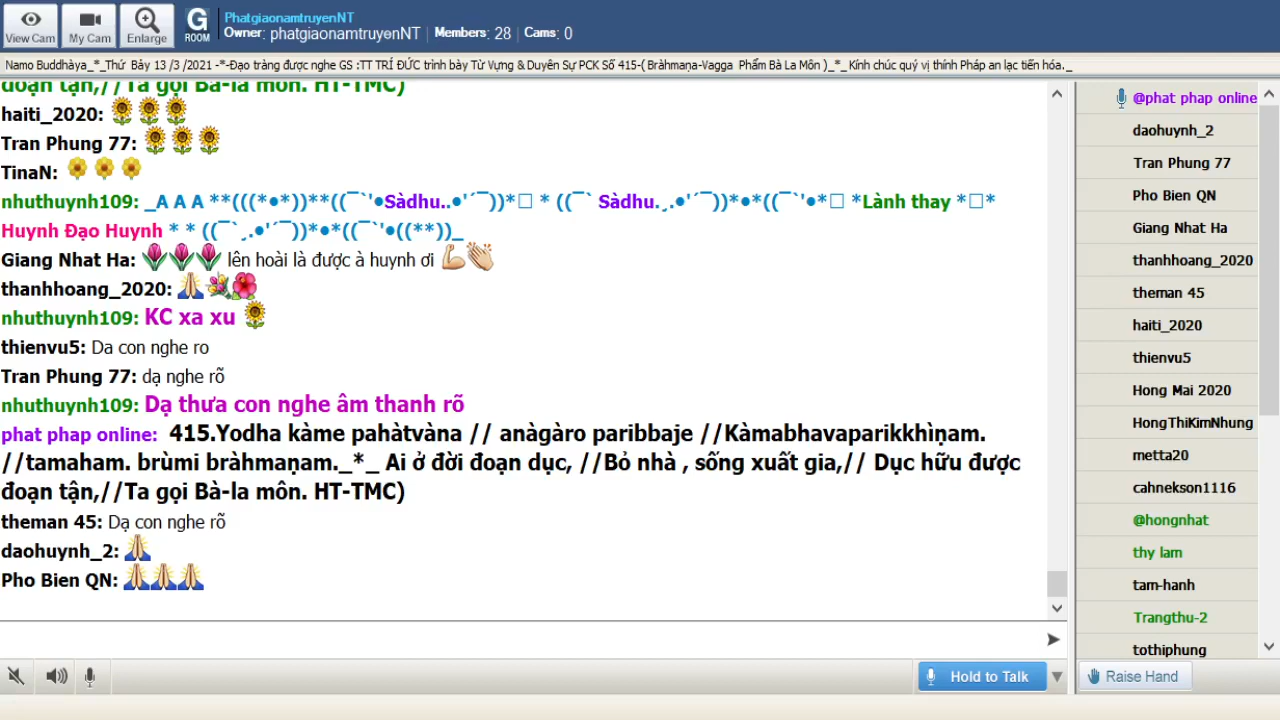 View Cam
My Cam
Enlarge
G
ROOM
PhatgiaonamtruyenNT
Owner: phatgiaonamtruyenNT | Members: 28 | Cams: 0
Namo Buddhàya_*_Thứ Bảy 13 /3 /2021 -*-Đạo tràng được nghe GS :TT TRÍ ĐỨC trình bày Từ Vựng & Duyên Sự PCK Số 415-( Bràhmaṇa-Vagga Phẩm Bà La Môn )_*_ Kính chúc quý vị thính Pháp an lạc tiến hóa._
đoạn tận,//Ta gọi Bà-la môn. HT-TMC)
haiti_2020:
Tran Phung 77:
TinaN:
nhuthuynh109: _A A A **(((*•*))**((¯`'•Sàdhu..•'´¯))*□ * ((¯` Sàdhu.¸.•'´¯))*•*((¯`'•*□ *Lành thay *□*
Huynh Đạo Huynh * * ((¯`¸.•'´¯))*•*((¯`'•((**))_
Giang Nhat Ha: lên hoài là được à huynh ơi
thanhhoang_2020:
nhuthuynh109: KC xa xu
thienvu5: Da con nghe ro
Tran Phung 77: dạ nghe rõ
nhuthuynh109: Dạ thưa con nghe âm thanh rõ
phat phap online: 415.Yodha kàme pahàtvàna // anàgàro paribbaje //Kàmabhavaparikkhìṇam.
//tamaham. brùmi bràhmaṇam._*_ Ai ở đời đoạn dục, //Bỏ nhà , sống xuất gia,// Dục hữu được
đoạn tận,//Ta gọi Bà-la môn. HT-TMC)
theman 45: Dạ con nghe rõ
daohuynh_2:
Pho Bien QN:
@phat phap online
daohuynh_2
Tran Phung 77
Pho Bien QN
Giang Nhat Ha
thanhhoang_2020
theman 45
haiti_2020
thienvu5
Hong Mai 2020
HongThiKimNhung
metta20
cahnekson1116
@hongnhat
thy lam
tam-hanh
Trangthu-2
tothiphung
Hold to Talk
Raise Hand